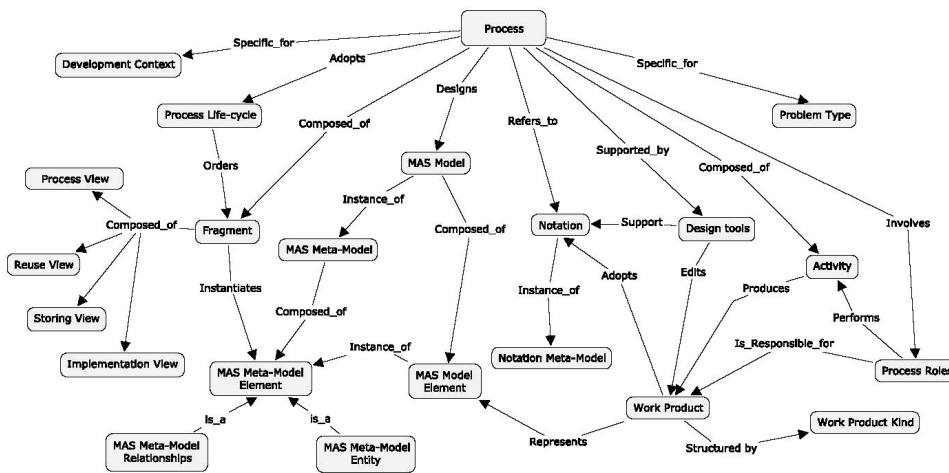 Process
Specific_for
Development Context
Adopts
Specific_for
Process Life-cycle
Designs
Problem Type
Composed_of
Refers_to
Supported_by
Orders
MAS Model
Composed_of
Process View
Instance_of
Composed_of
Fragment
Composed_of
Notation
Support
Design tools
Involves
MAS Meta-Model
Reuse View
Activity
Instantiates
Adopts
Edits
Instance_of
Produces
Storing View
Composed_of
Performs
Is_Responsible_for
Implementation View
Instance_of
Notation Meta-Model
MAS Meta-Model
Element
MAS Model
Element
Process Roles
Work Product
Is_a
is_a
Work Product Kind
MAS Meta-Model
Relationships
MAS Meta-Model
Entity
Represents
Structured by